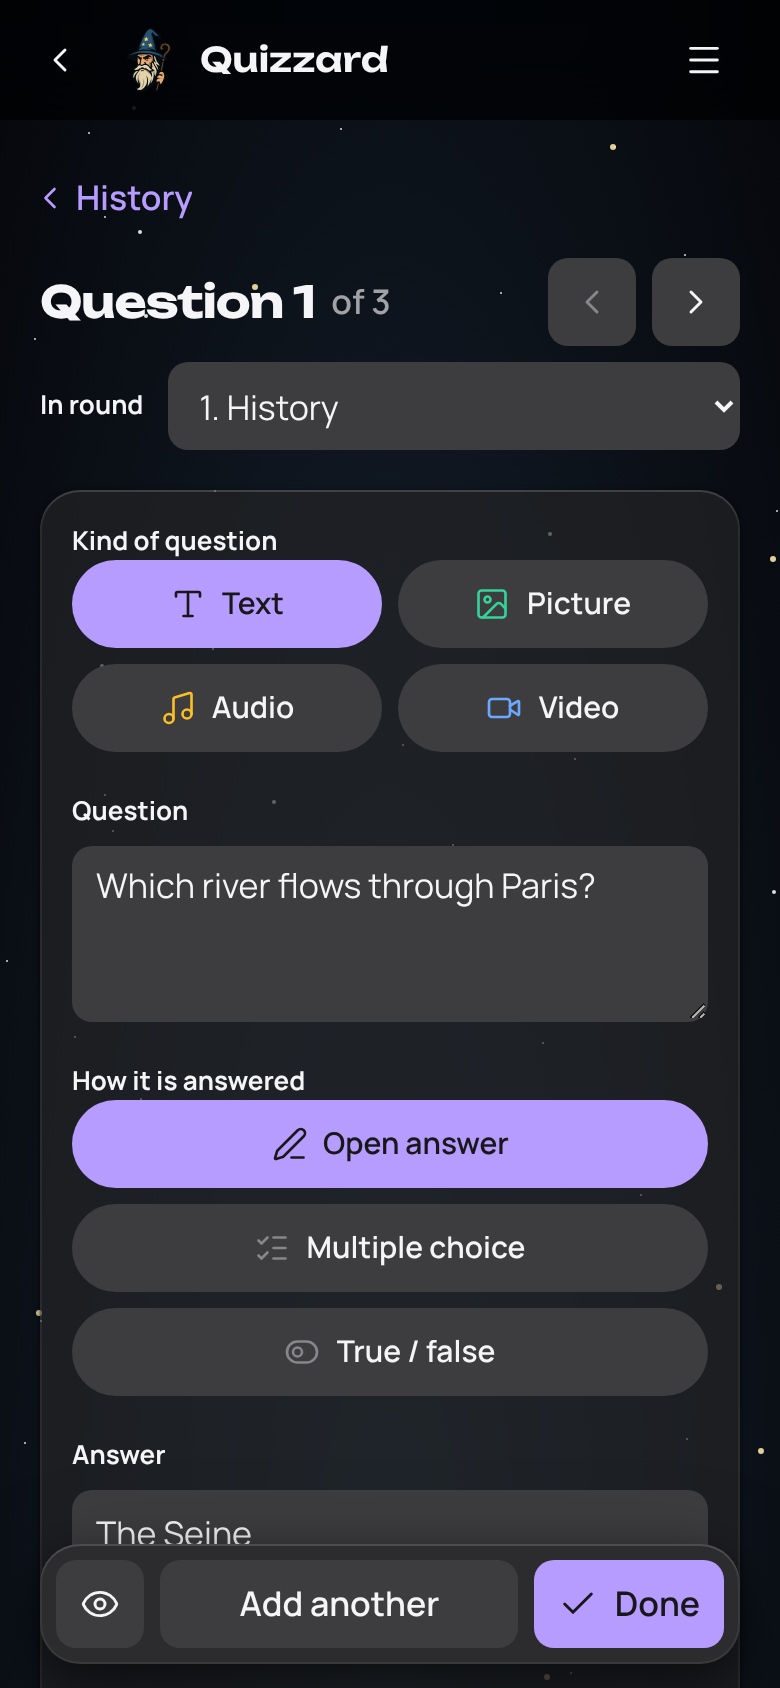 Quizzard
History
Question 1 of 3
In round
1. History
Kind of question
Text
Picture
Audio
Video
Question
Which river flows through Paris?
How it is answered
Open answer
Multiple choice
True / false
Answer
The Seine
Add another
Done